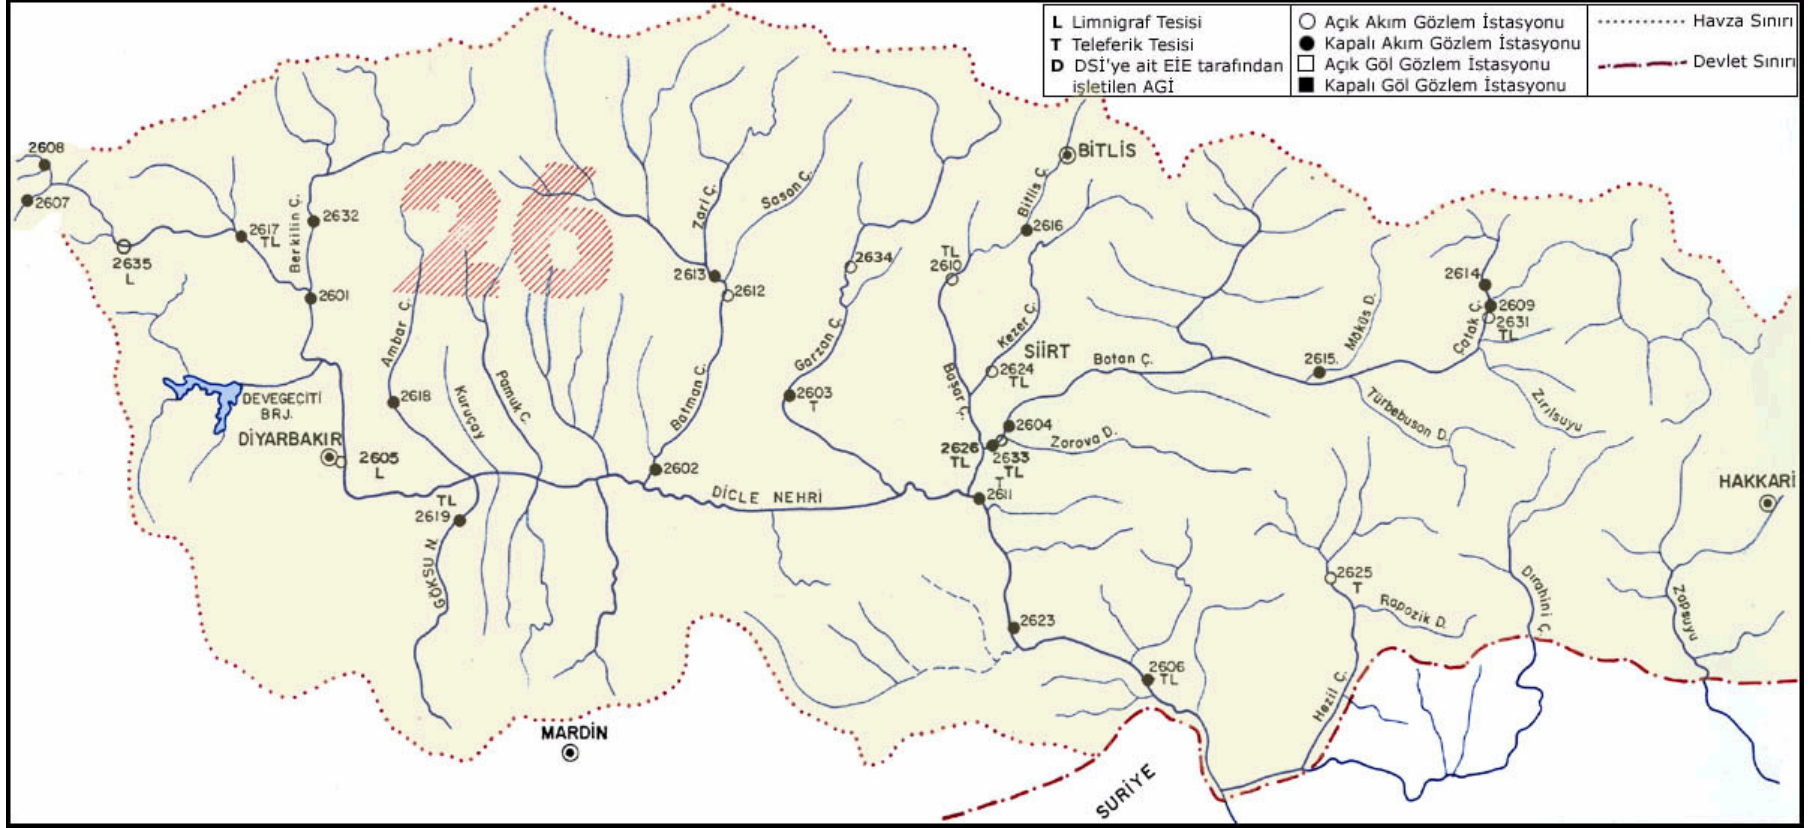 L Limnigraf Tesisi
T Teleferik Tesisi
D DSİ'ye ait EİE tarafından
işletilen AGİ
Açık Akım Gözlem İstasyonu
Kapalı Akım Gözlem İstasyonu
Açık Göl Gözlem İstasyonu
Kapalı Göl Gözlem İstasyonu
Havza Sınırı
Devlet Sınırı
26
2608
2607
2635
L
2617
TL
Berkilin Ç.
2632
2601
DEVEGEÇİTİ
BRJ.
DİYARBAKIR
2605
L
Ambar Ç.
2618
Kuruçay
Pamuk Ç.
TL
2619
GÖKSU N.
MARDİN
Zari Ç.
Sason Ç.
2613
2612
Batman Ç.
2602
DİCLE NEHRİ
2634
Garzan Ç.
2603
T
BİTLİS
Bitlis Ç.
2616
TL
2610
Kezer Ç.
SİİRT
2624
TL
Başar Ç.
Botan Ç.
2604
2626
TL
2633
TL
Zorova D.
T
2611
2623
2606
TL
SURİYE
2615.
Moküs D.
2614
2609
2631
TL
Çatak Ç.
Türbebuson D.
Zırılsuyu
HAKKARİ
2625
T
Rapozik D.
Hezil Ç.
Dırahini Ç.
Zapsuyu